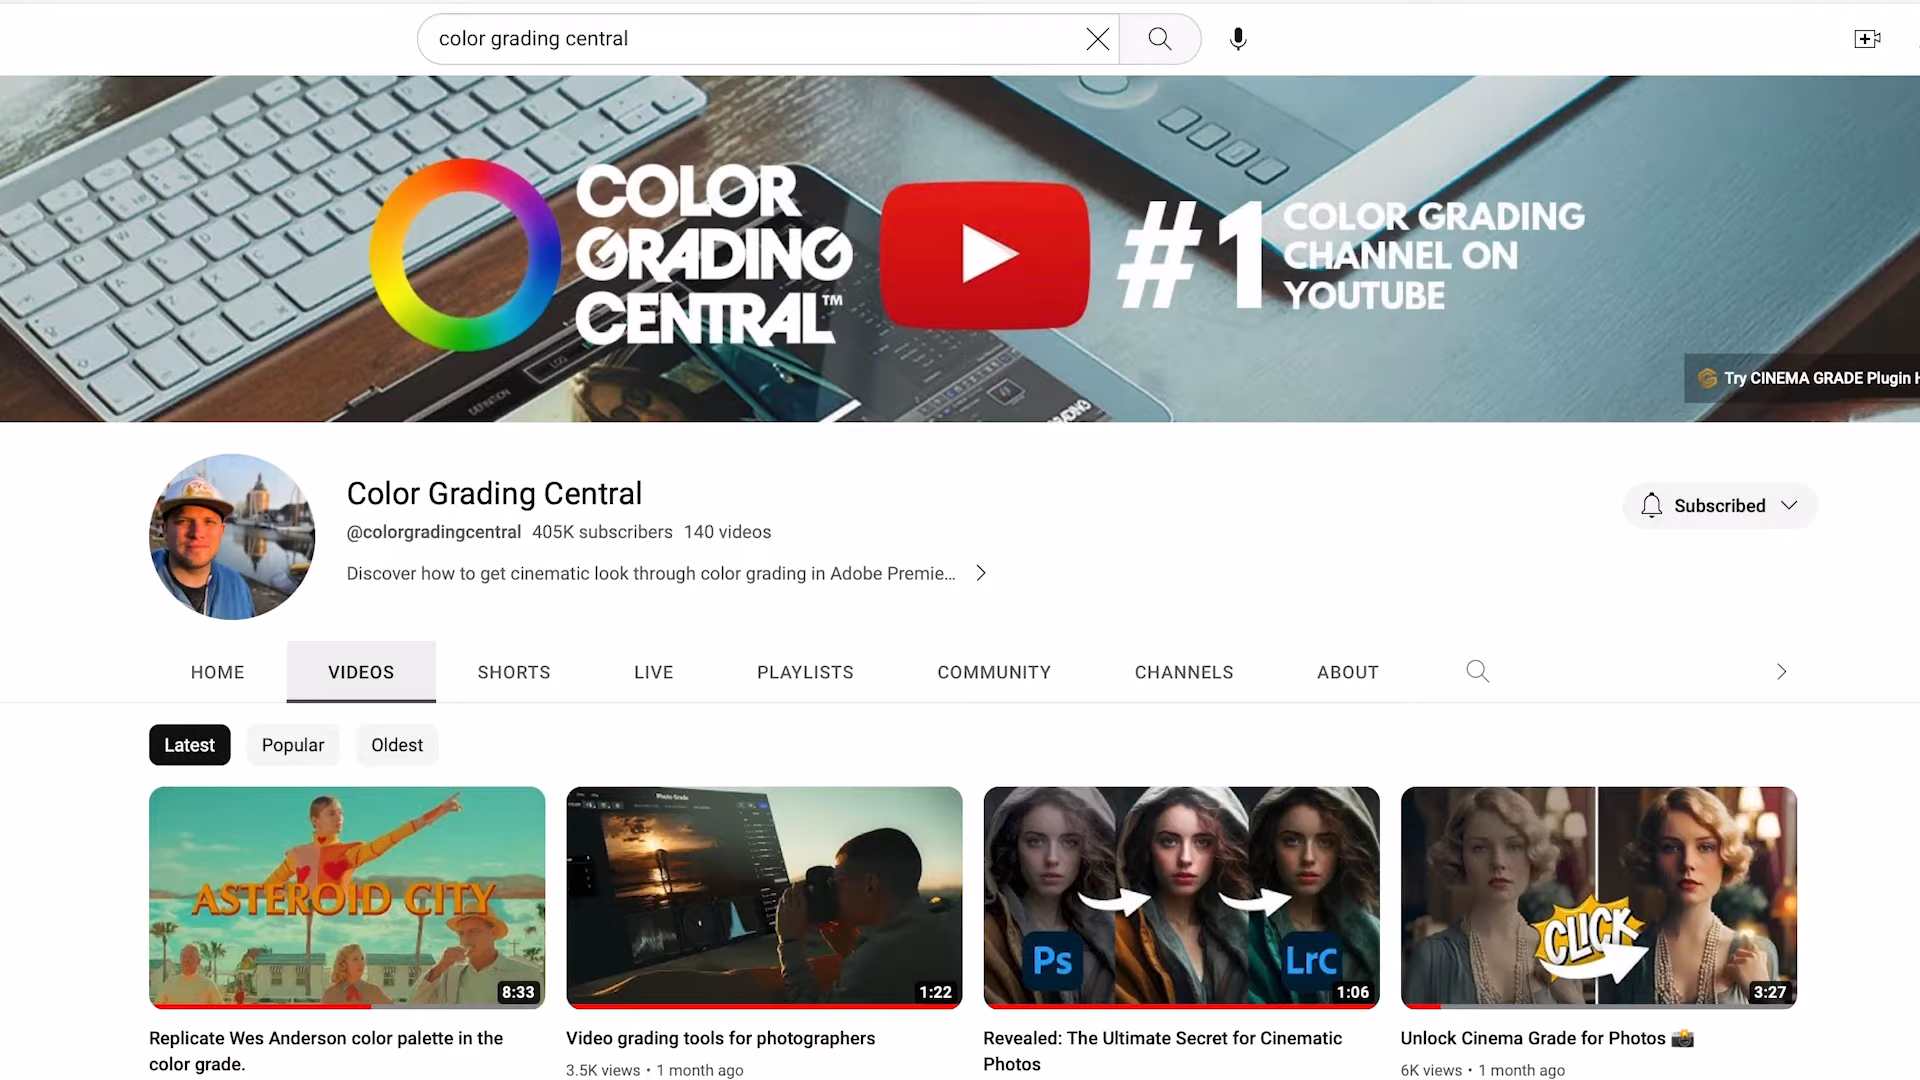 color grading central
COLOR
GRADING
CENTRAL™
#1
COLOR GRADING
CHANNEL ON
YOUTUBE
DEFINITION
LOG
Try CINEMA GRADE Plugin H
Color Grading Central
@colorgradingcentral 405K subscribers 140 videos
Discover how to get cinematic look through color grading in Adobe Premie...
Subscribed
HOME
VIDEOS
SHORTS
LIVE
PLAYLISTS
COMMUNITY
CHANNELS
ABOUT
Latest
Popular
Oldest
ASTEROID CITY
8:33
Photo Grade
1:22
Ps
LrC
1:06
CLICK
3:27
Replicate Wes Anderson color palette in the
color grade.
Video grading tools for photographers
3.5K views • 1 month ago
Revealed: The Ultimate Secret for Cinematic
Photos
Unlock Cinema Grade for Photos 📸
6K views • 1 month ago